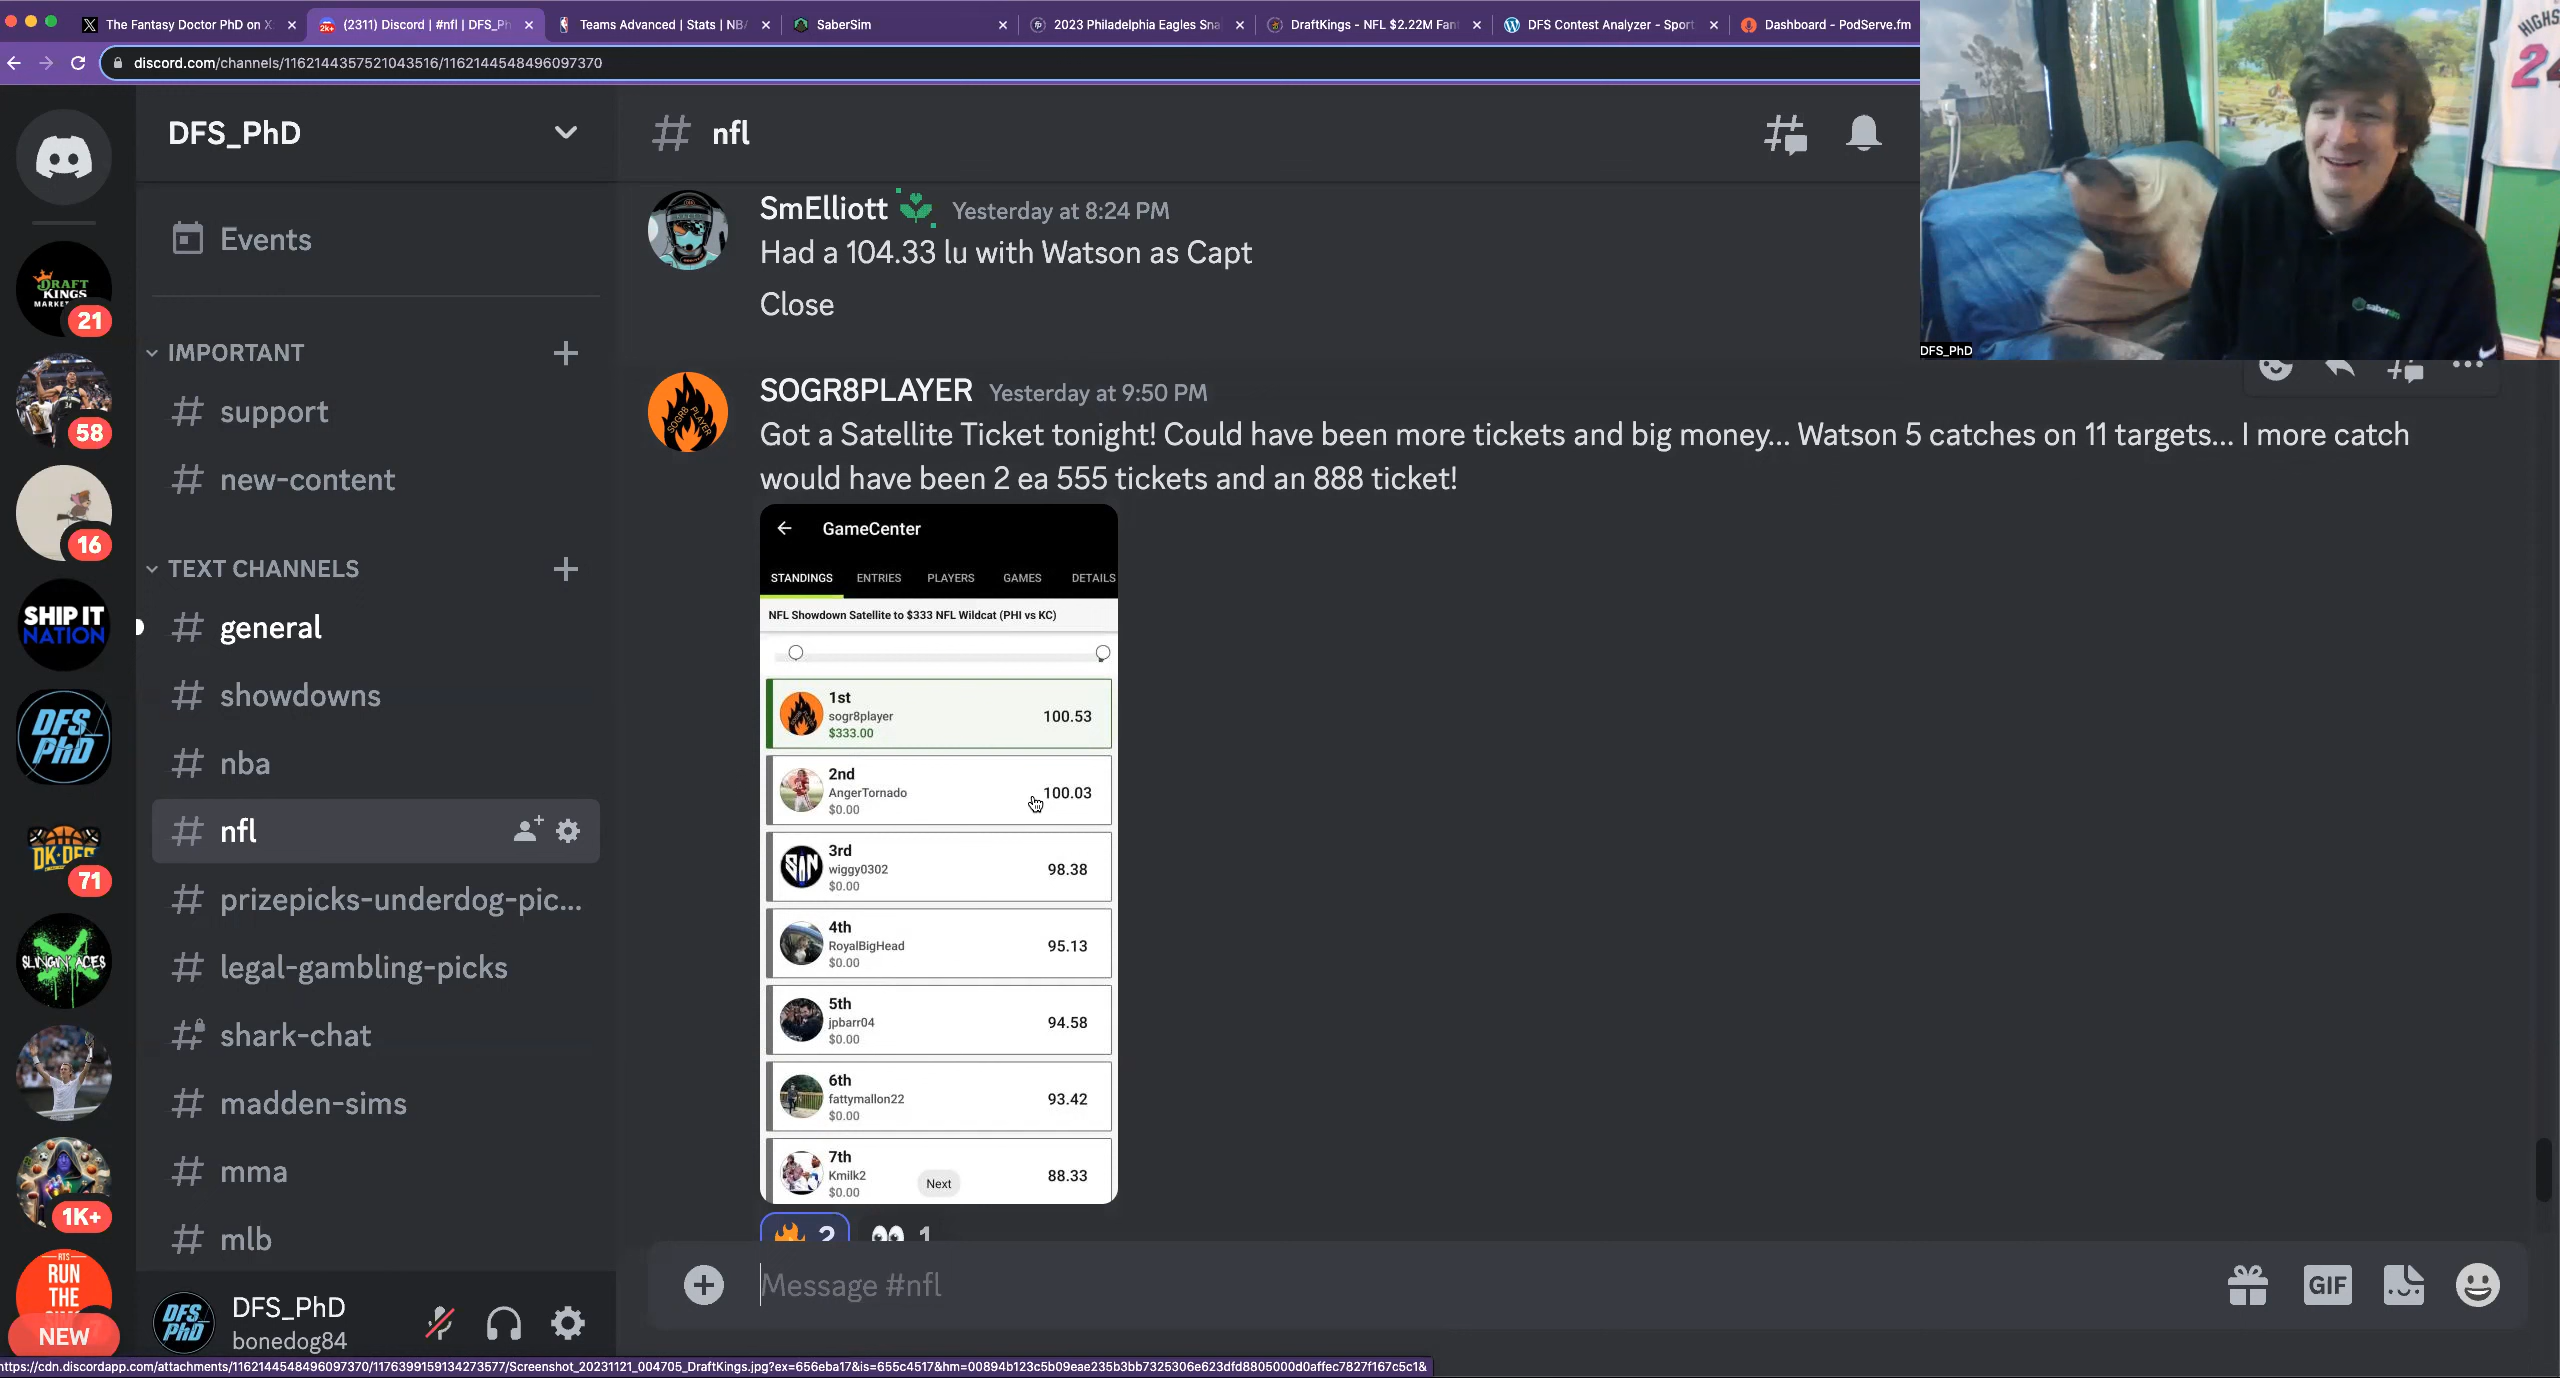 The Fantasy Doctor PhD on X
(2311) Discord | #nfl | DFS_Ph
Teams Advanced | Stats | NBA
SaberSim
2023 Philadelphia Eagles Sna
DraftKings - NFL $2.22M Fan
DFS Contest Analyzer - Sport
Dashboard - PodServe.fm
discord.com/channels/1162144357521043516/1162144548496097370
HIGHS
DFS_PhD
nfl
Events
DRAFT
KINGS
21
58
16
SHIP IT
NATION
DFS_
PhD
DK-DFS
71
SLINGIN' ACES
1K+
RTS
RUN
THE
NEW
IMPORTANT
support
new-content
TEXT CHANNELS
general
showdowns
nba
nfl
prizepicks-underdog-pic...
legal-gambling-picks
shark-chat
madden-sims
mma
mlb
DFS_
PhD
DFS_PhD
bonedog84
SmElliott Yesterday at 8:24 PM
Had a 104.33 lu with Watson as Capt
Close
sabersim
DFS_PhD
SOGR8PLAYER Yesterday at 9:50 PM
Got a Satellite Ticket tonight! Could have been more tickets and big money... Watson 5 catches on 11 targets... I more catch
would have been 2 ea 555 tickets and an 888 ticket!
GameCenter
STANDINGS ENTRIES PLAYERS GAMES DETAILS
NFL Showdown Satellite to $333 NFL Wildcat (PHI vs KC)
1st
sogr8player 100.53
$333.00
2nd
AngerTornado 100.03
$0.00
3rd
wiggy0302 98.38
$0.00
4th
RoyalBigHead 95.13
$0.00
5th
jpbarr04 94.58
$0.00
6th
fattymallon22 93.42
$0.00
7th
Kmilk2 88.33
$0.00
Next
2 1
Message #nfl
GIF
https://cdn.discordapp.com/attachments/1162144548496097370/1176399159134273577/Screenshot_20231121_004705_DraftKings.jpg?ex=656eba17&is=655c4517&hm=00894b123c5b09eae235b3bb7325306e623dfd8805000d0affec7827f167c5c1&